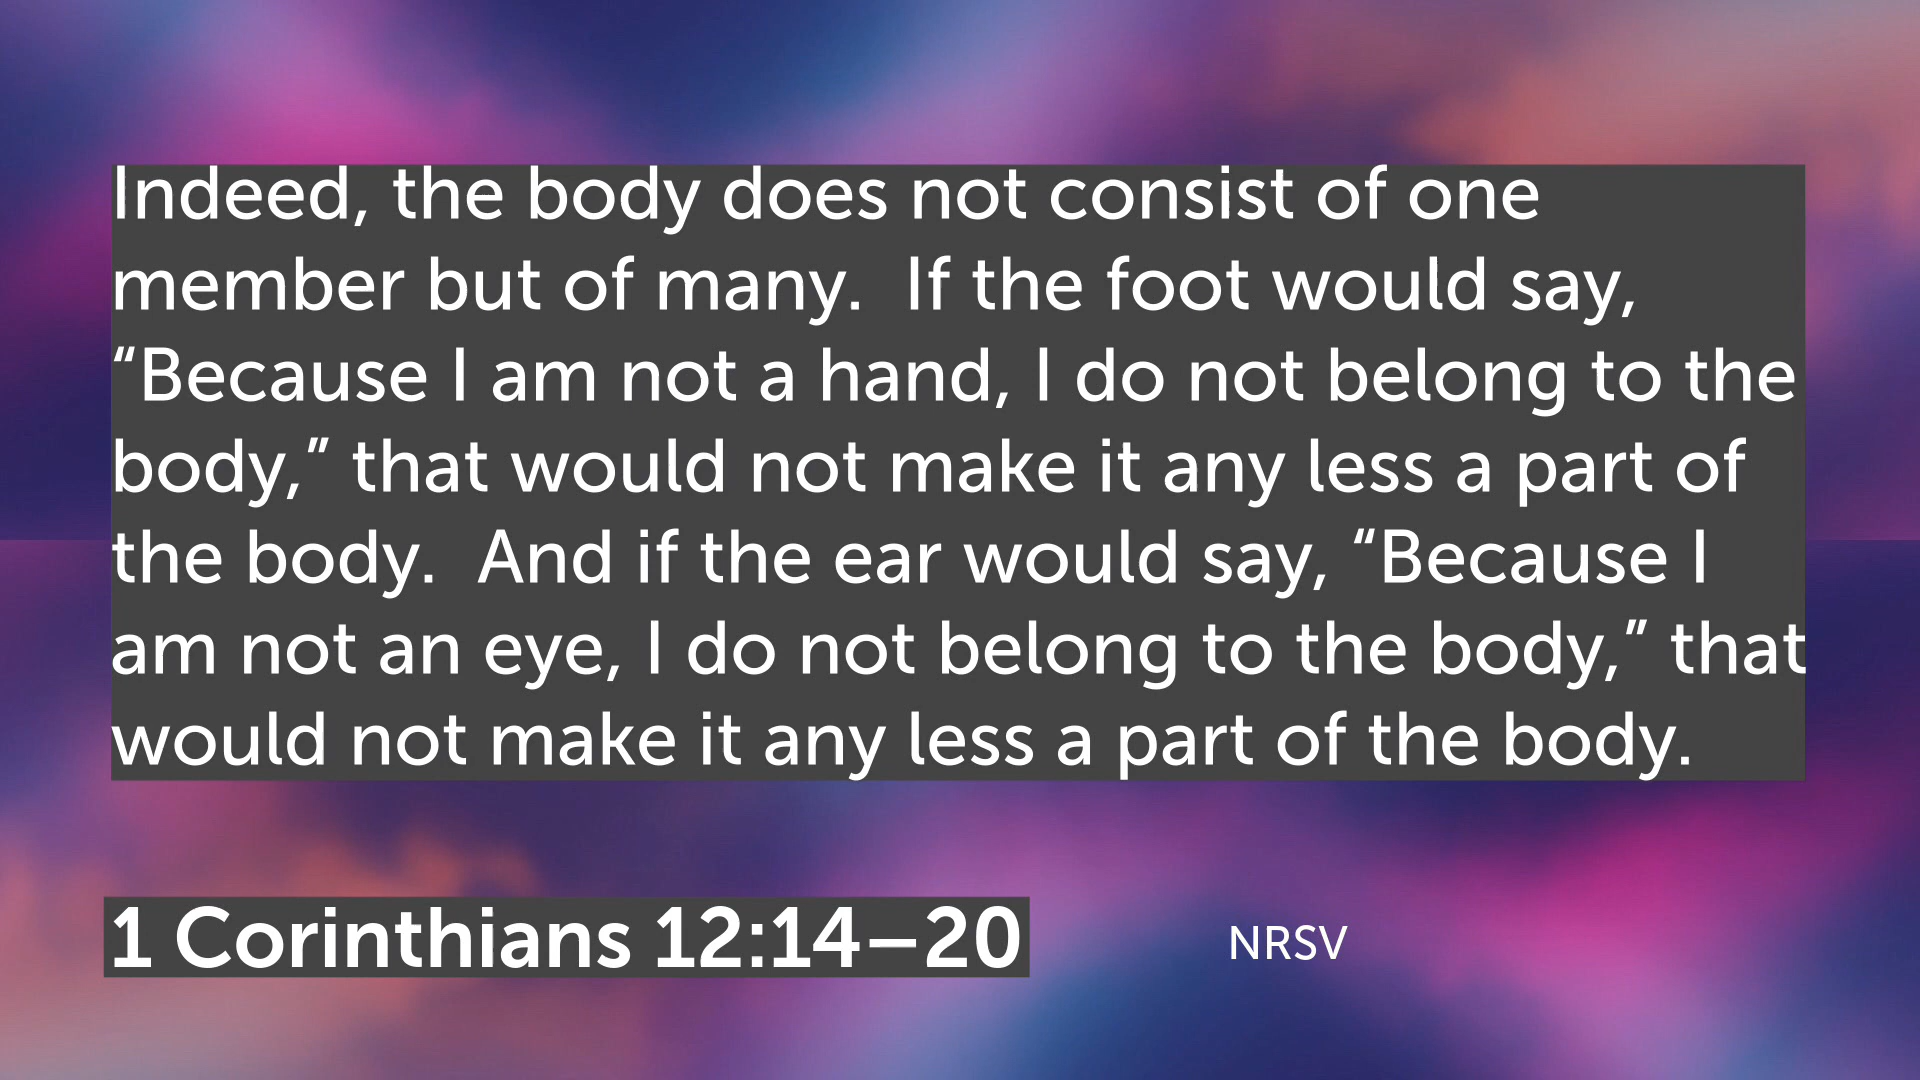 Indeed, the body does not consist of one
member but of many.  If the foot would say,
“Because I am not a hand, I do not belong to the
body,” that would not make it any less a part of
the body.  And if the ear would say, “Because I
am not an eye, I do not belong to the body,” that
would not make it any less a part of the body.
1 Corinthians 12:14–20
NRSV